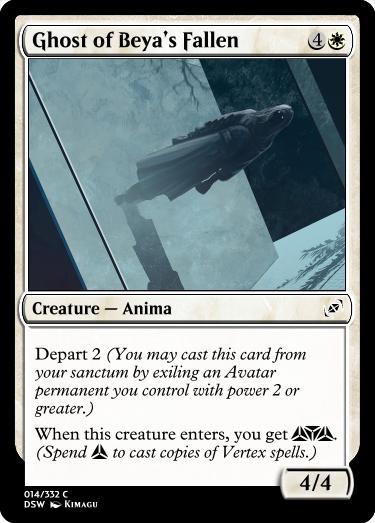 Ghost of Beya's Fallen 4
Creature — Anima
Depart 2 (You may cast this card from
your sanctum by exiling an Avatar
permanent you control with power 2 or
greater.)
When this creature enters, you get .
(Spend to cast copies of Vertex spells.)
4/4
014/332 C
DSW Kimagu